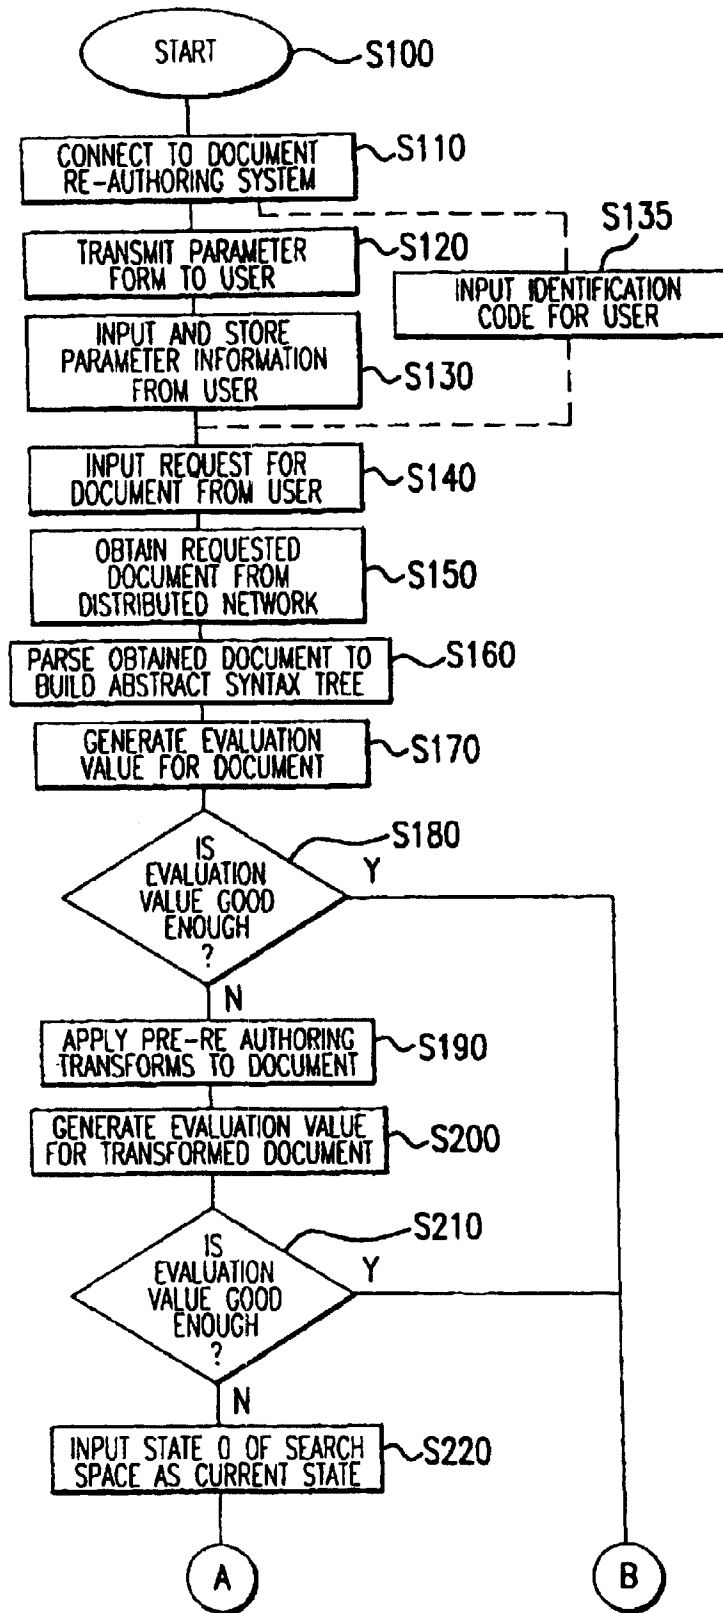 START
S100
CONNECT TO DOCUMENT
RE-AUTHORING SYSTEM
S110
TRANSMIT PARAMETER
FORM TO USER
S120
S135
INPUT IDENTIFICATION
CODE FOR USER
INPUT AND STORE
PARAMETER INFORMATION
FROM USER
S130
INPUT REQUEST FOR
DOCUMENT FROM USER
S140
OBTAIN REQUESTED
DOCUMENT FROM
DISTRIBUTED NETWORK
S150
PARSE OBTAINED DOCUMENT TO
BUILD ABSTRACT SYNTAX TREE
S160
GENERATE EVALUATION
VALUE FOR DOCUMENT
S170
IS
EVALUATION
VALUE GOOD
ENOUGH
?
S180
Y
N
APPLY PRE-RE AUTHORING
TRANSFORMS TO DOCUMENT
S190
GENERATE EVALUATION VALUE
FOR TRANSFORMED DOCUMENT
S200
IS
EVALUATION
VALUE GOOD
ENOUGH
?
S210
Y
N
INPUT STATE 0 OF SEARCH
SPACE AS CURRENT STATE
S220
A
B